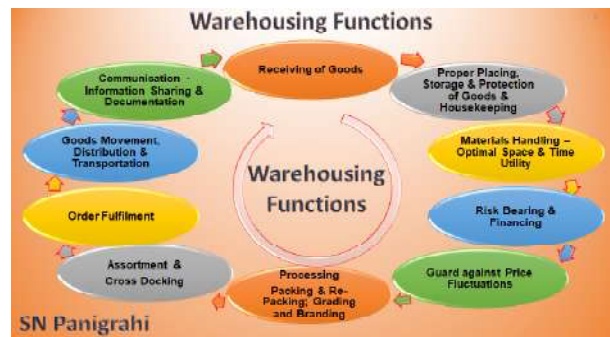 Warehousing Functions
Receiving of Goods
Proper Placing,
Storage & Protection
of Goods &
Housekeeping
Materials Handling –
Optimal Space & Time
Utility
Risk Bearing &
Financing
Guard against Price
Fluctuations
Processing
Packing & Re-
Packing; Grading
and Branding
Assortment &
Cross Docking
Order Fulfilment
Goods Movement,
Distribution &
Transportation
Communication -
Information Sharing &
Documentation
Warehousing
Functions
SN Panigrahi